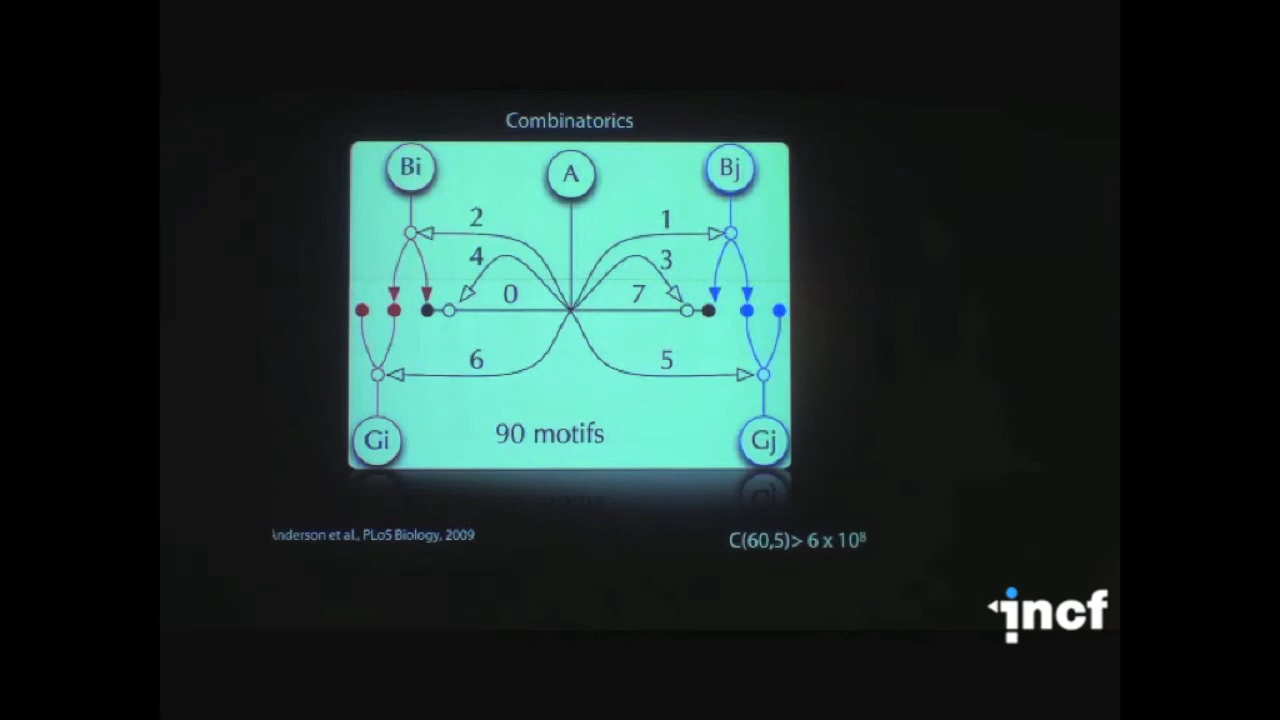 Combinatorics
Bi
A
Bj
2
1
4
3
0
7
6
5
Gi
90 motifs
Gj
Anderson et al., PLoS Biology, 2009
C(60,5)> 6 x 10⁸
incf